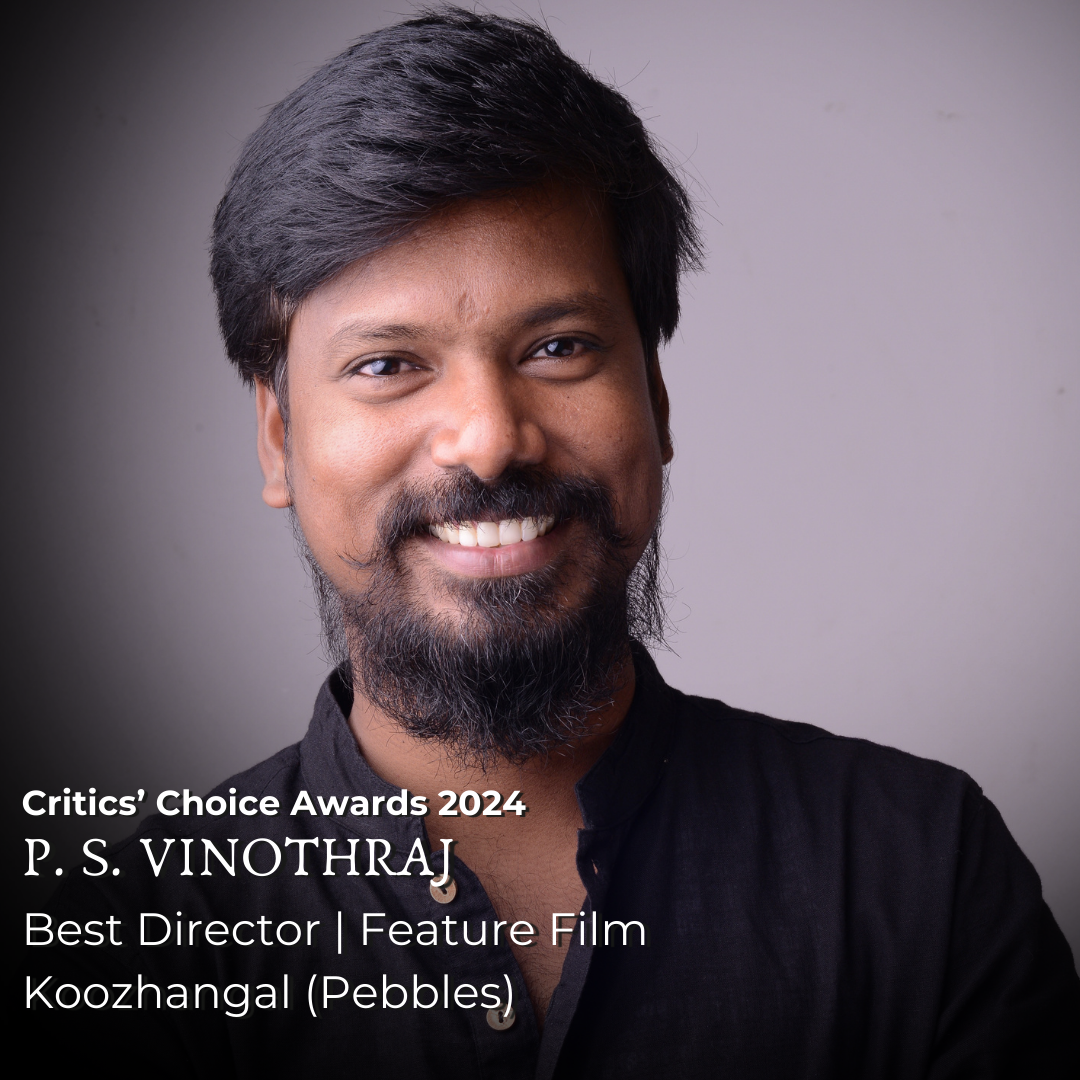 Critics’ Choice Awards 2024
P. S. VINOTHRAJ
Best Director | Feature Film
Koozhangal (Pebbles)